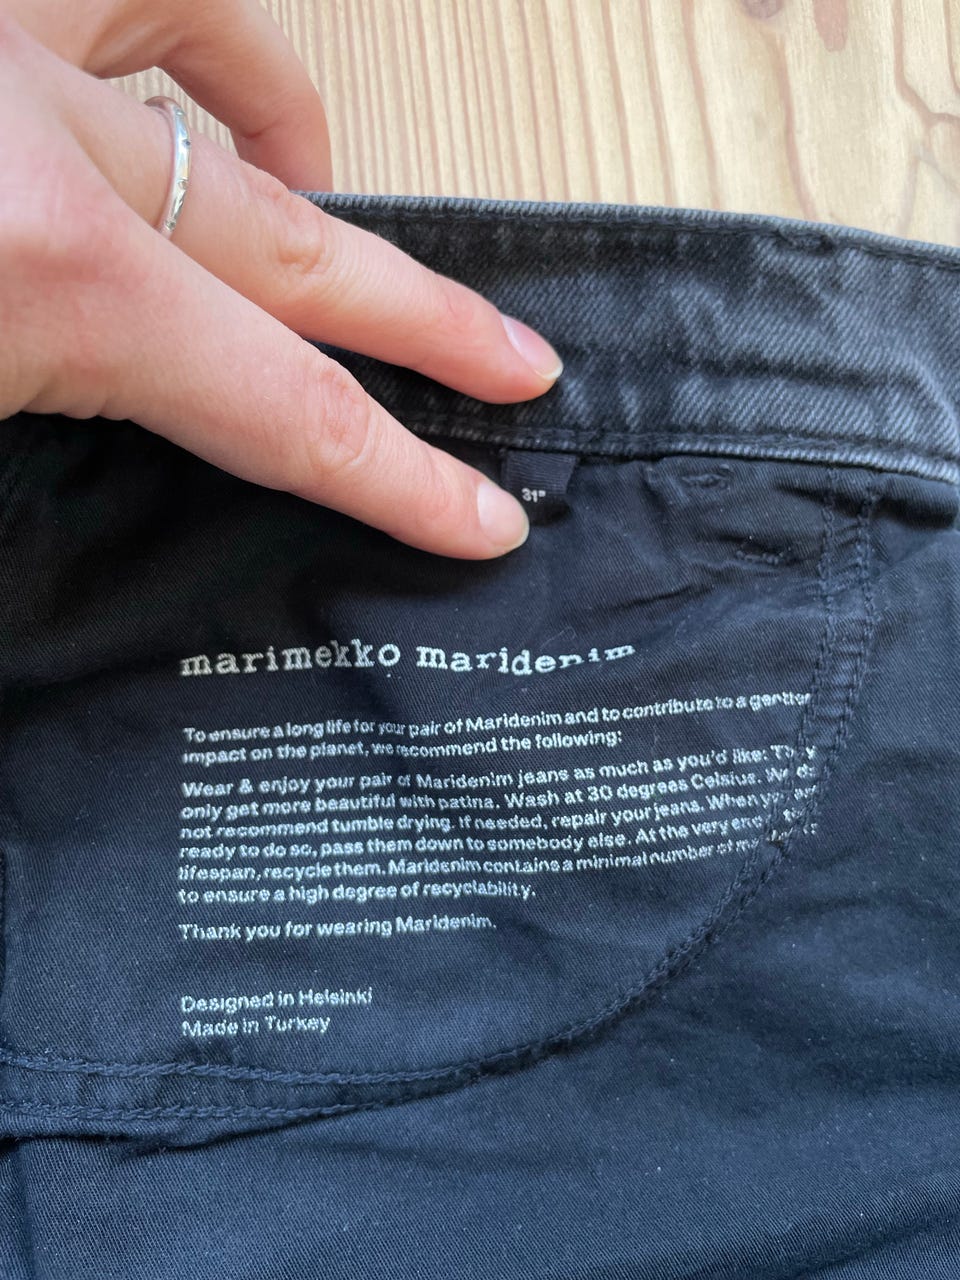 31"
marimekko maridenim
To ensure a long life for your pair of Maridenim and to contribute to a gentler
impact on the planet, we recommend the following:
Wear & enjoy your pair of Maridenim jeans as much as you'd like: They
only get more beautiful with patina. Wash at 30 degrees Celsius. We do
not recommend tumble drying. If needed, repair your jeans. When you are
ready to do so, pass them down to somebody else. At the very end
lifespan, recycle them. Maridenim contains a minimal number of
to ensure a high degree of recyclability.
Thank you for wearing Maridenim.
Designed in Helsinki
Made in Turkey